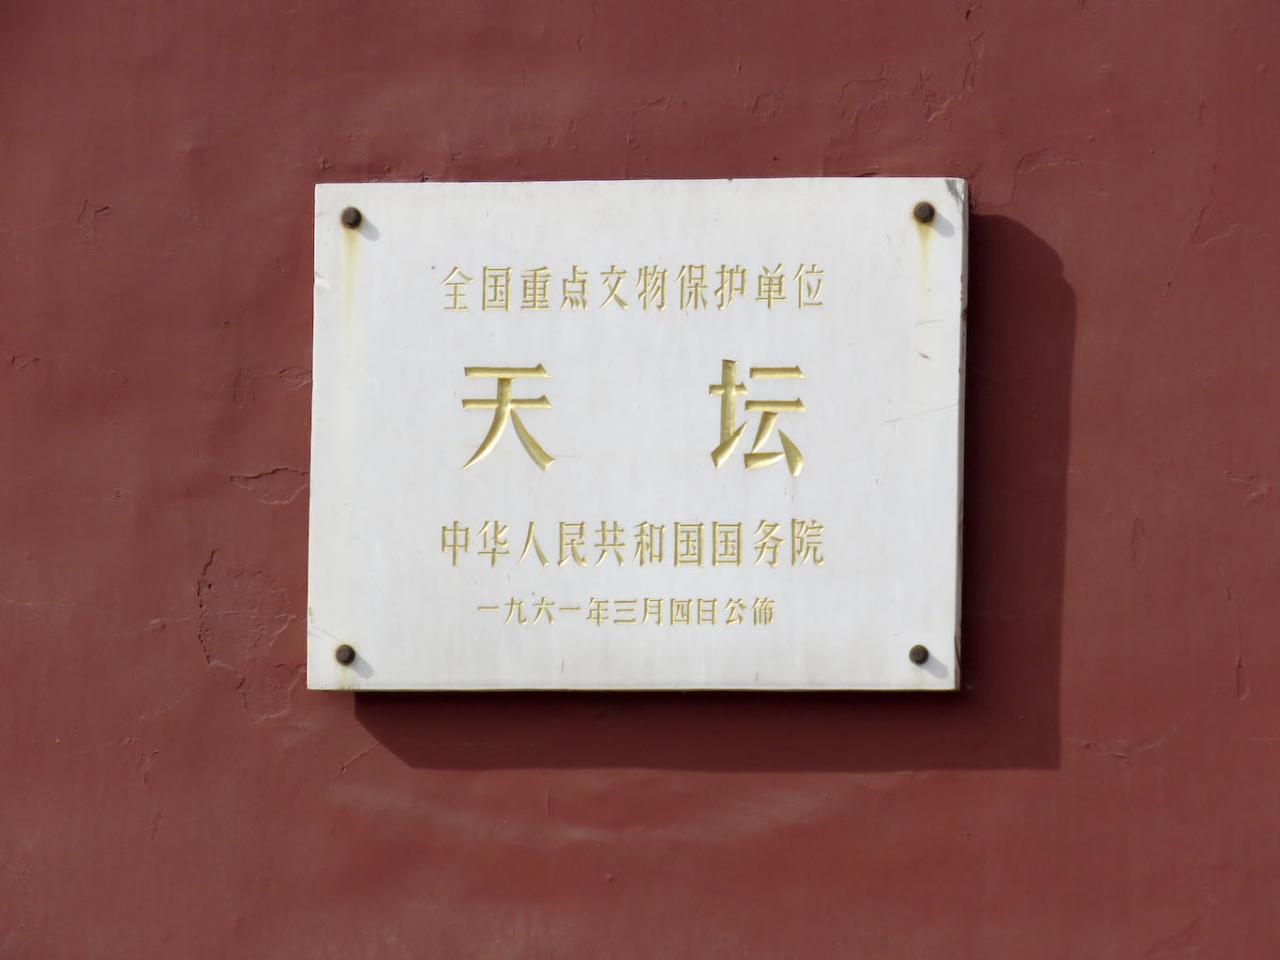 全国重点文物保护单位
天坛
中华人民共和国国务院
一九六一年三月四日公佈